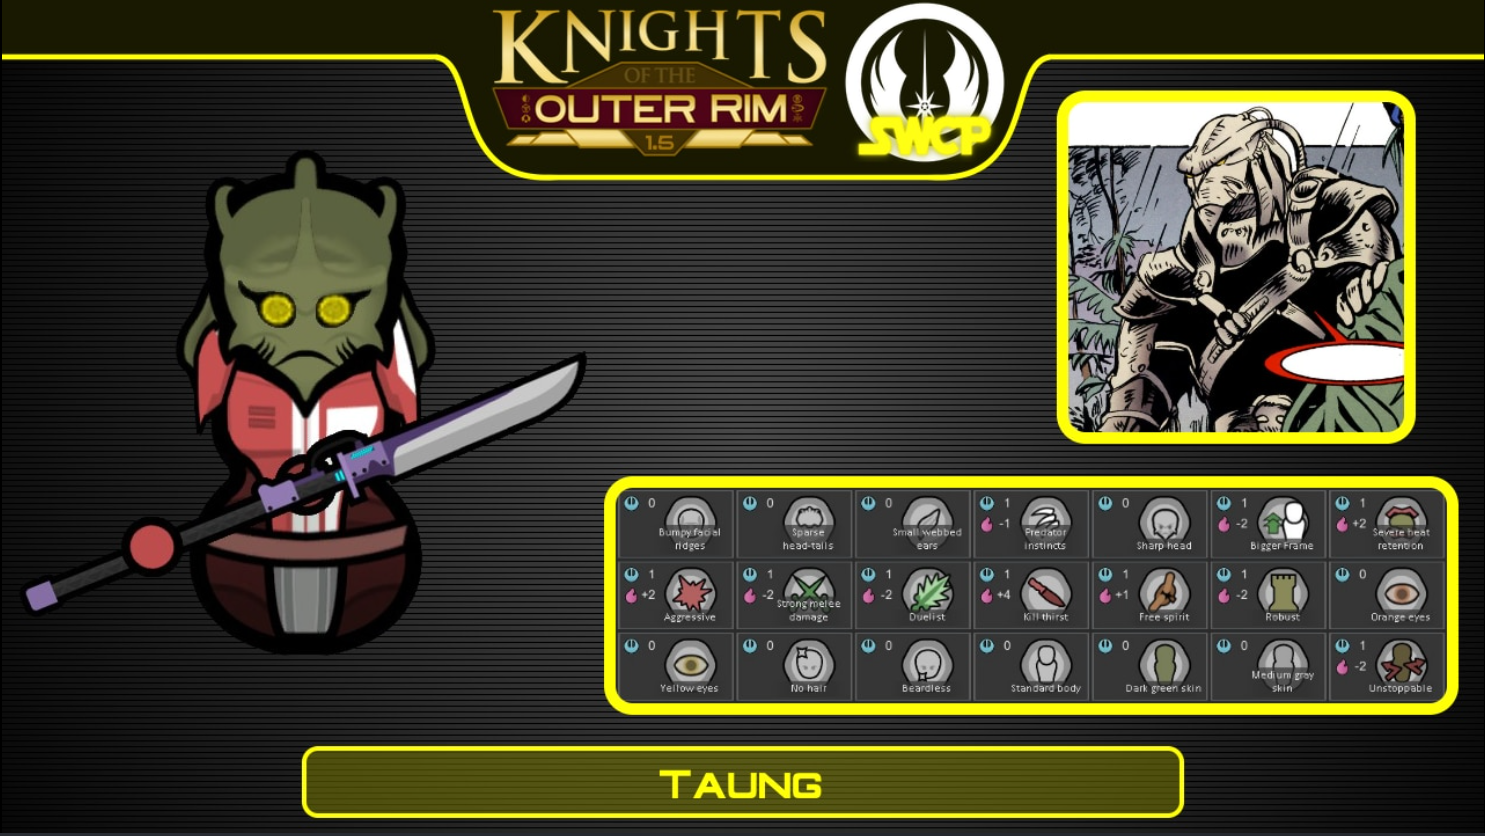 KNIGHTS
OF THE
OUTER RIM
1.5
SWCP
0 0 0 1 0 1 1
-1 -2 +2
Bumpy facial ridges
Sparse head-tails
Small webbed ears
Predator instincts
Sharp head
Bigger Frame
Severe heat retention
1 1 1 1 1 1 0
+2 -2 -2 +4 +1 -2
Aggressive
Strong melee damage
Duelist
Kill thirst
Free spirit
Robust
Orange eyes
0 0 0 0 0 0 1
-2
Yellow eyes
No hair
Beardless
Standard body
Dark green skin
Medium gray skin
Unstoppable
TAUNG